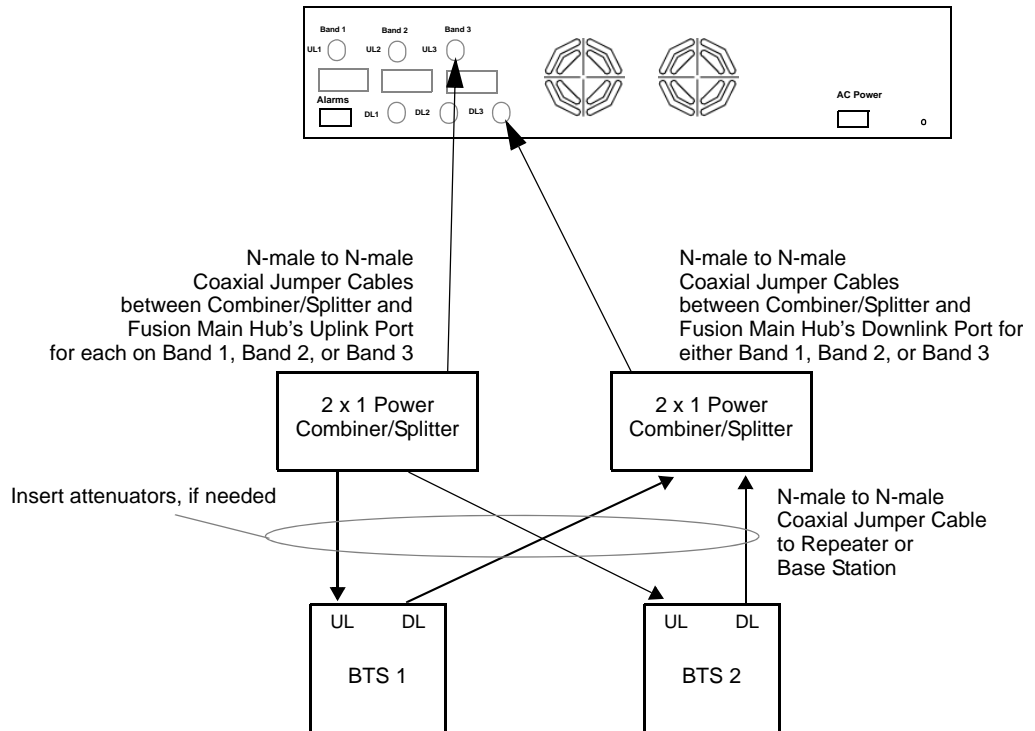 Band 1
Band 2
Band 3
UL1
UL2
UL3
Alarms
DL1
DL2
DL3
AC Power
N-male to N-male
Coaxial Jumper Cables
between Combiner/Splitter and
Fusion Main Hub's Uplink Port
for each on Band 1, Band 2, or Band 3
N-male to N-male
Coaxial Jumper Cables
between Combiner/Splitter and
Fusion Main Hub's Downlink Port for
either Band 1, Band 2, or Band 3
2 x 1 Power
Combiner/Splitter
2 x 1 Power
Combiner/Splitter
Insert attenuators, if needed
N-male to N-male
Coaxial Jumper Cable
to Repeater or
Base Station
UL
DL
BTS 1
UL
DL
BTS 2